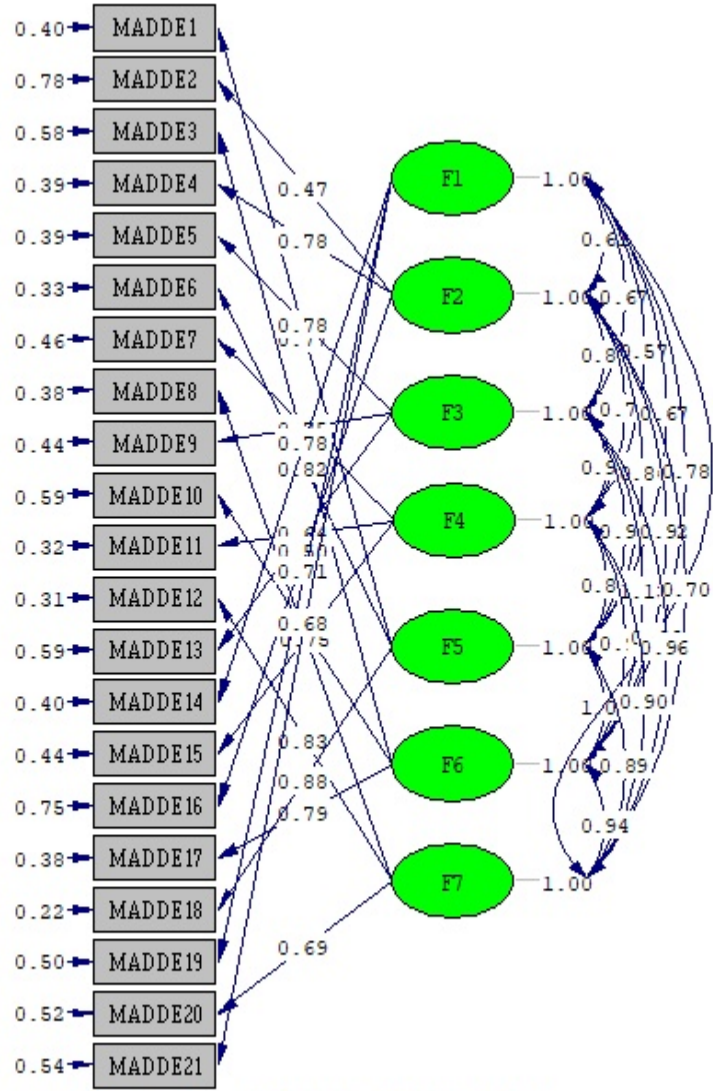 0.40 MADDE1
0.78 MADDE2
0.58 MADDE3
0.39 MADDE4
0.39 MADDE5
0.33 MADDE6
0.46 MADDE7
0.38 MADDE8
0.44 MADDE9
0.59 MADDE10
0.32 MADDE11
0.31 MADDE12
0.59 MADDE13
0.40 MADDE14
0.44 MADDE15
0.75 MADDE16
0.38 MADDE17
0.22 MADDE18
0.50 MADDE19
0.52 MADDE20
0.54 MADDE21
0.47
0.78
0.78
0.78
0.82
0.71
0.68
0.83
0.88
0.79
0.69
F1 1.00
F2 1.00
F3 1.00
F4 1.00
F5 1.00
F6 1.00
F7 1.00
0.67
0.57
0.67
0.78
0.92
0.70
0.96
0.90
0.89
0.94